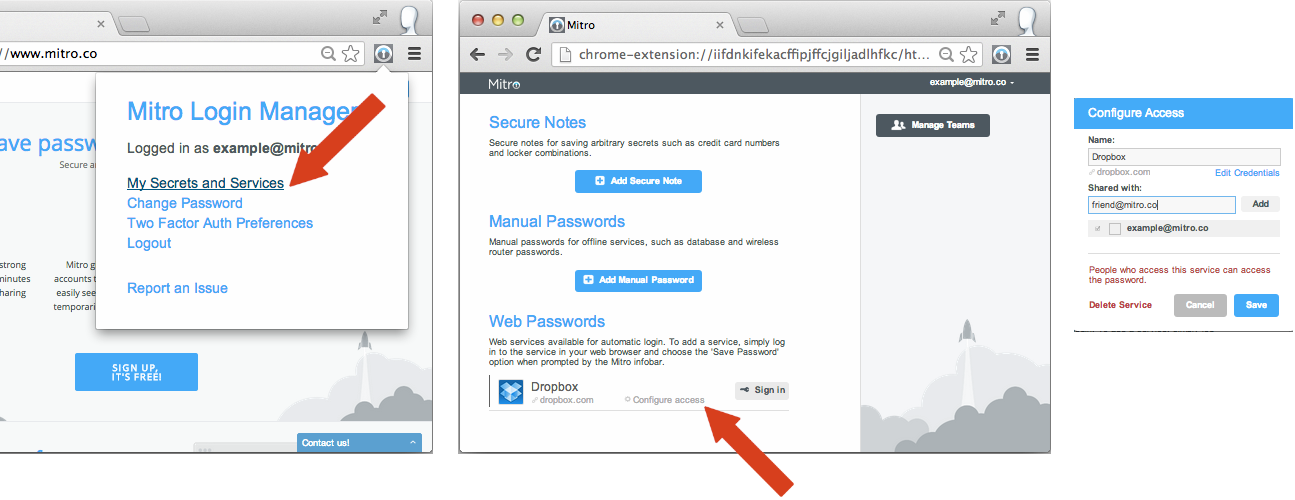 //www.mitro.co
ave passw
Secure a
Mitro Login Manager
Logged in as example@mitro
My Secrets and Services
Change Password
Two Factor Auth Preferences
Logout
Report an Issue
strong
minutes
haring
Mitro g
accounts t
easily see
temporari
SIGN UP,
IT'S FREE!
Contact us!
Mitro
chrome-extension://iifdnkifekacffipjffcjgiljadlhfkc/ht...
Mitro
example@mitro.co
Secure Notes
Secure notes for saving arbitrary secrets such as credit card numbers
and locker combinations.
Add Secure Note
Manual Passwords
Manual passwords for offline services, such as database and wireless
router passwords.
Add Manual Password
Web Passwords
Web services available for automatic login. To add a service, simply log
in to the service in your web browser and choose the 'Save Password'
option when prompted by the Mitro infobar.
Dropbox
dropbox.com
Configure access
Sign in
Manage Teams
Configure Access
Name:
Dropbox
dropbox.com
Edit Credentials
Shared with:
friend@mitro.co
Add
example@mitro.co
People who access this service can access
the password.
Delete Service
Cancel
Save